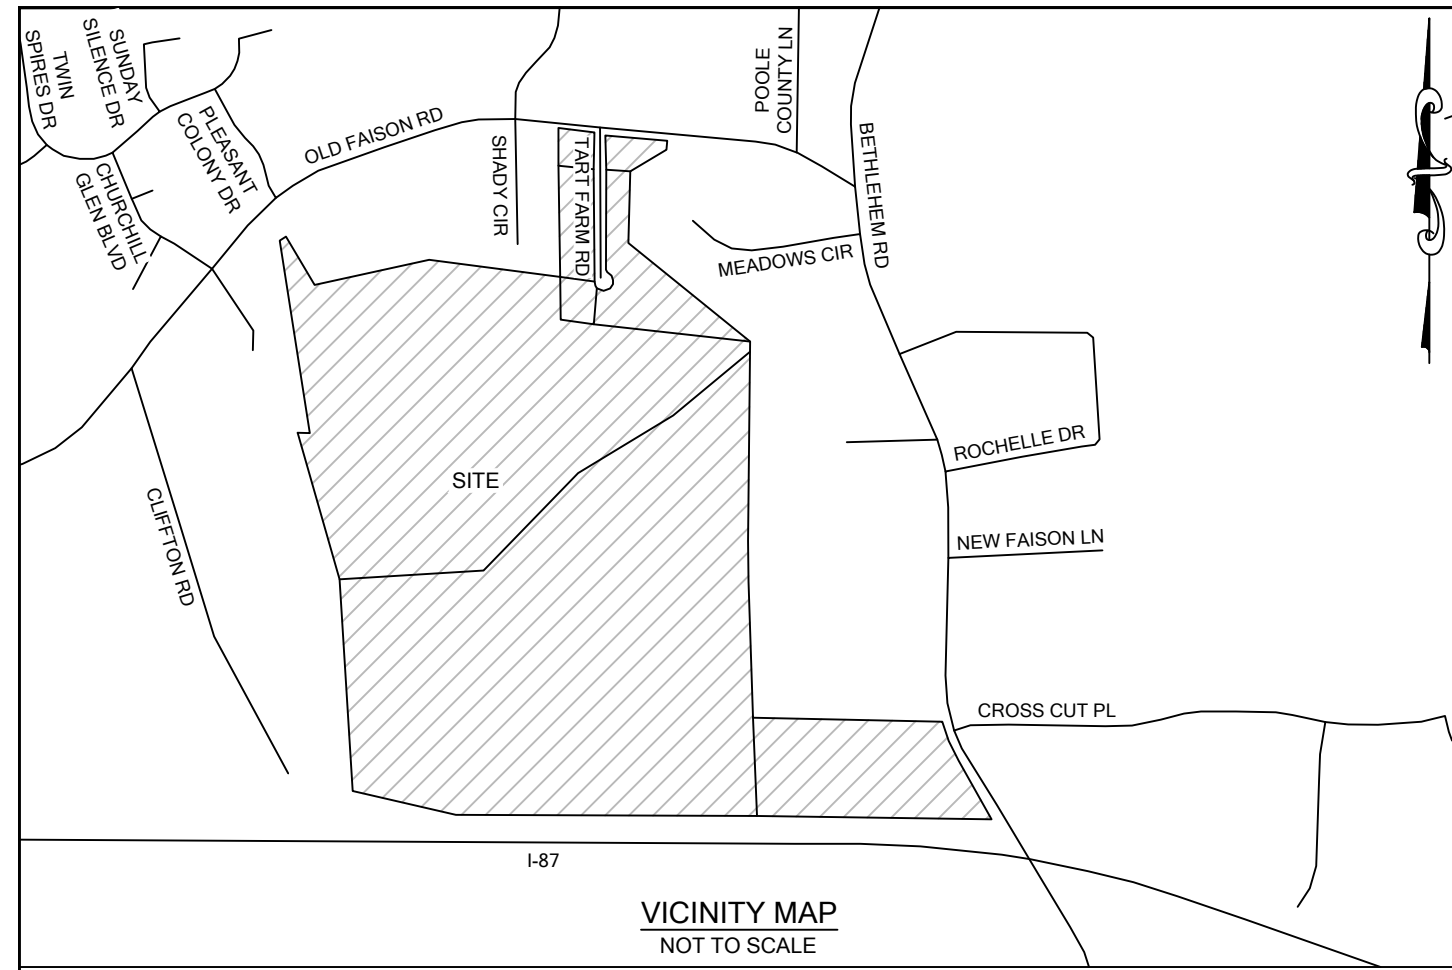 TWIN
SPIRES DR
SUNDAY
SILENCE DR
PLEASANT
COLONY DR
CHURCHILL
GLEN BLVD
OLD FAISON RD
SHADY CIR
TART FARM RD
POOLE
COUNTY LN
BETHLEHEM RD
MEADOWS CIR
ROCHELLE DR
SITE
CLIFFTON RD
NEW FAISON LN
CROSS CUT PL
I-87
VICINITY MAP
NOT TO SCALE